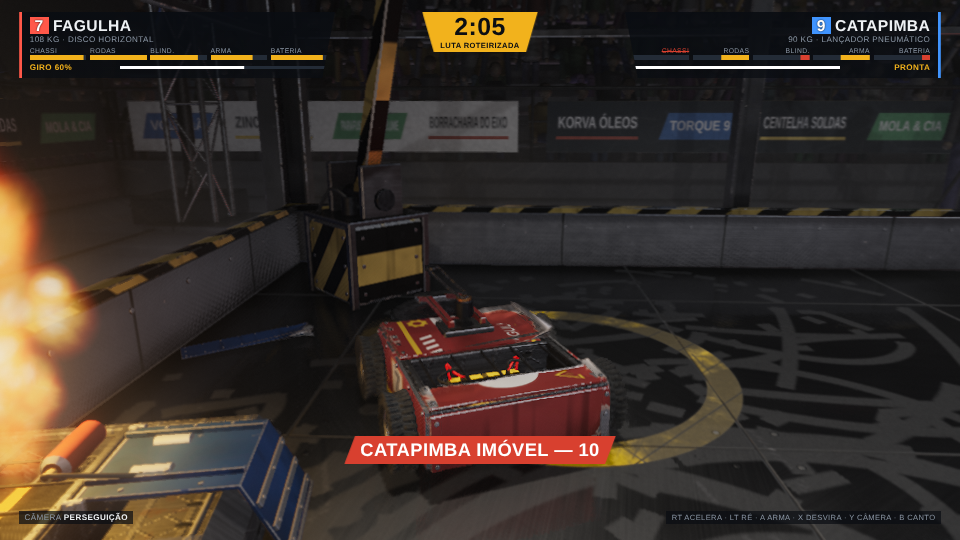 7 FAGULHA
108 KG · DISCO HORIZONTAL
CHASSI RODAS BLIND. ARMA BATERIA
GIRO 60%
2:05
LUTA ROTEIRIZADA
9 CATAPIMBA
90 KG · LANÇADOR PNEUMÁTICO
CHASSI RODAS BLIND. ARMA BATERIA
PRONTA
MOLA & CIA
BORRACHARIA DO EIXO
KORVA ÓLEOS
TORQUE 9
CENTELHA SOLDAS
MOLA & CIA
CATAPIMBA IMÓVEL — 10
CÂMERA PERSEGUIÇÃO
RT ACELERA · LT RÉ · A ARMA · X DESVIRA · Y CÂMERA · B CANTO